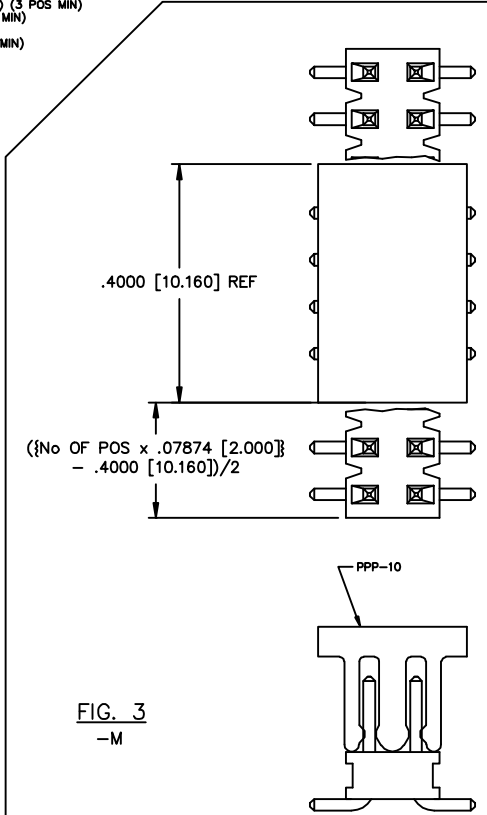 ) (3 POS MIN)
MIN)
MIN)
.4000 [10.160] REF
({No OF POS x .07874 [2.000]}
- .4000 [10.160])/2
PPP-10
FIG. 3
-M